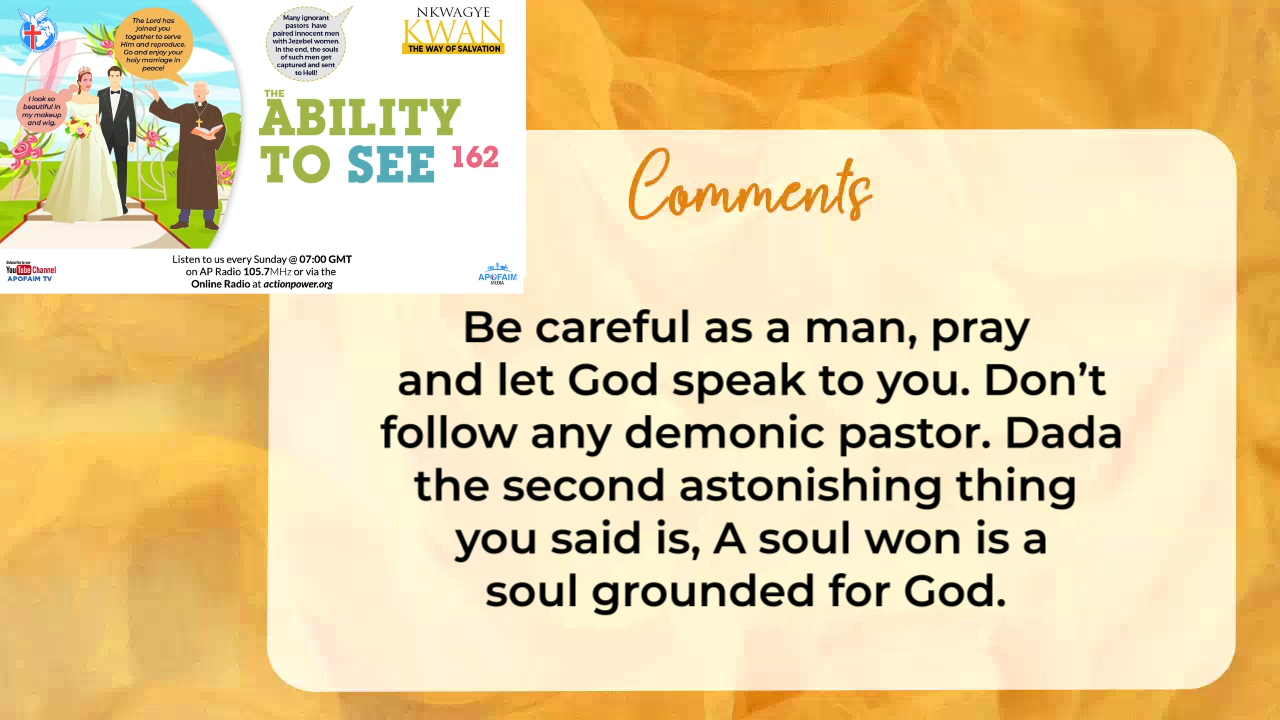 The Lord has
joined you
together to serve
Him and reproduce.
Go and enjoy your
holy marriage in
peace!
I look so
beautiful in
my makeup
and wig.
Many ignorant
pastors have
paired innocent men
with Jezebel women.
In the end, the souls
of such men get
captured and sent
to Hell!
NKWAGYE
KWAN
THE WAY OF SALVATION
THE
ABILITY
TO SEE 162
Listen to us every Sunday @ 07:00 GMT
on AP Radio 105.7MHz or via the
Online Radio at actionpower.org
Subscribe to our
YouTube Channel
APOFAIM TV
APOFAIM
MEDIA
Comments
Be careful as a man, pray
and let God speak to you. Don’t
follow any demonic pastor. Dada
the second astonishing thing
you said is, A soul won is a
soul grounded for God.